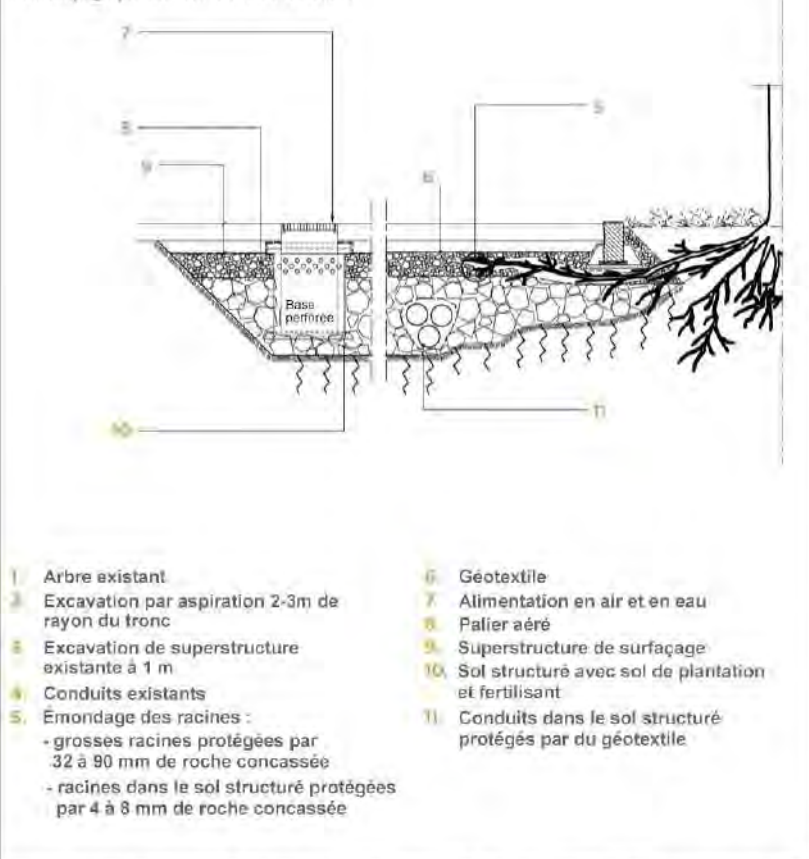 7
8
5
9
6
Base
perforée
11
10
1. Arbre existant
2. Excavation par aspiration 2-3m de
rayon du tronc
3. Excavation de superstructure
existante à 1 m
4. Conduits existants
5. Émondage des racines :
- grosses racines protégées par
32 à 90 mm de roche concassée
- racines dans le sol structuré protégées
par 4 à 8 mm de roche concassée
6. Géotextile
7. Alimentation en air et en eau
8. Palier aéré
9. Superstructure de surfaçage
10. Sol structuré avec sol de plantation
et fertilisant
11. Conduits dans le sol structuré
protégés par du géotextile